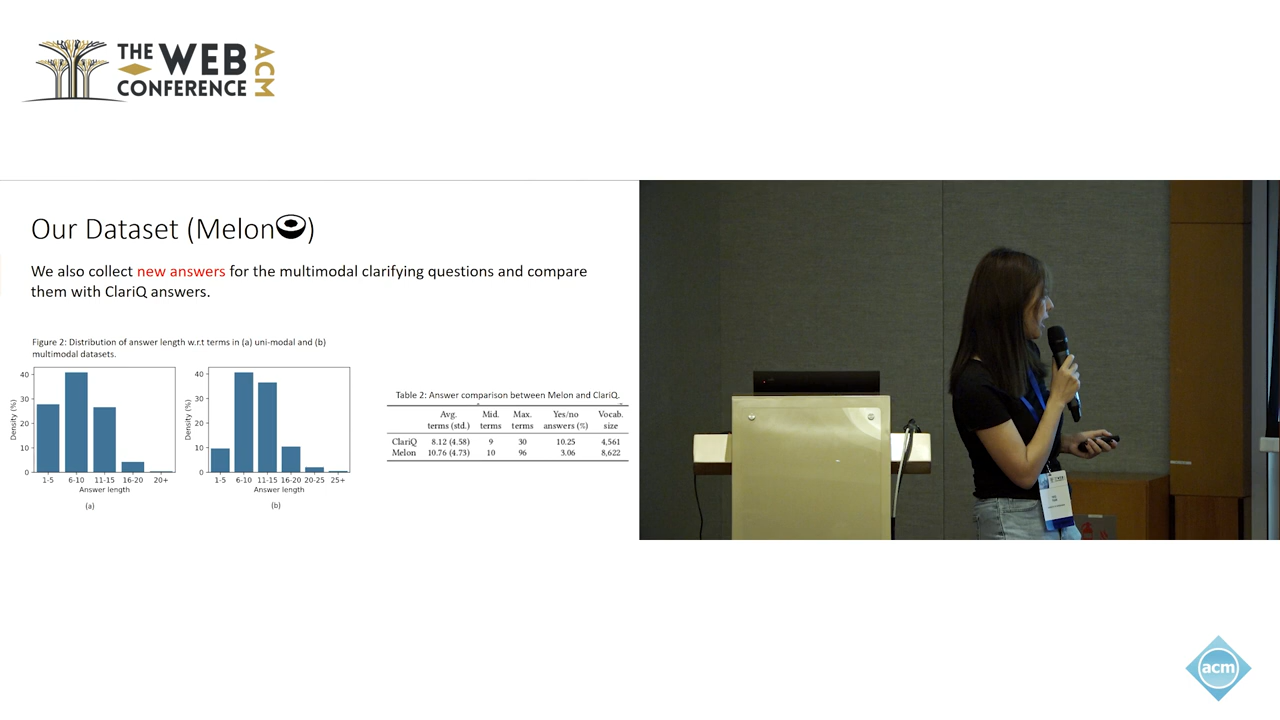 THE WEB
CONFERENCE
ACM
Our Dataset (Melon)
We also collect new answers for the multimodal clarifying questions and compare
them with ClariQ answers.
Figure 2: Distribution of answer length w.r.t terms in (a) uni-modal and (b)
multimodal datasets.
40
30
20
10
0
Density (%)
1-5 6-10 11-15 16-20 20+
Answer length
(a)
40
30
20
10
0
Density (%)
1-5 6-10 11-15 16-20 20-25 25+
Answer length
(b)
Table 2: Answer comparison between Melon and ClariQ.
Avg. Mid. Max. Yes/no Vocab.
terms (std.) terms terms answers (%) size
ClariQ 8.12 (4.58) 9 30 10.25 4,561
Melon 10.76 (4.73) 10 96 3.06 8,622
acm